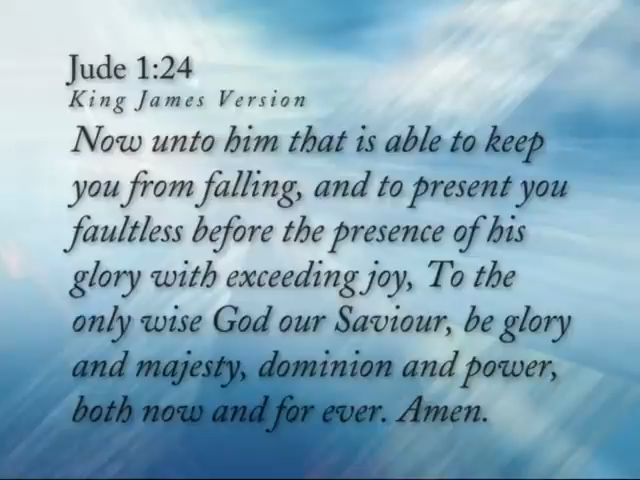 Jude 1:24
King James Version
Now unto him that is able to keep
you from falling, and to present you
faultless before the presence of his
glory with exceeding joy, To the
only wise God our Saviour, be glory
and majesty, dominion and power,
both now and for ever. Amen.